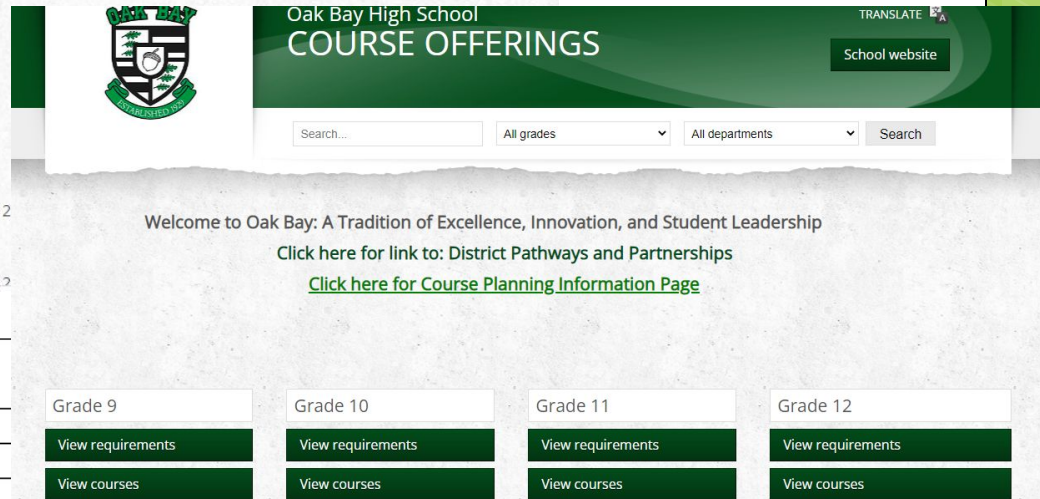 OAK BAY
ESTABLISHED 1929
Oak Bay High School
COURSE OFFERINGS
TRANSLATE
School website
Search...
All grades
All departments
Search
2
Welcome to Oak Bay: A Tradition of Excellence, Innovation, and Student Leadership
Click here for link to: District Pathways and Partnerships
2
Click here for Course Planning Information Page
Grade 9
Grade 10
Grade 11
Grade 12
View requirements
View requirements
View requirements
View requirements
View courses
View courses
View courses
View courses